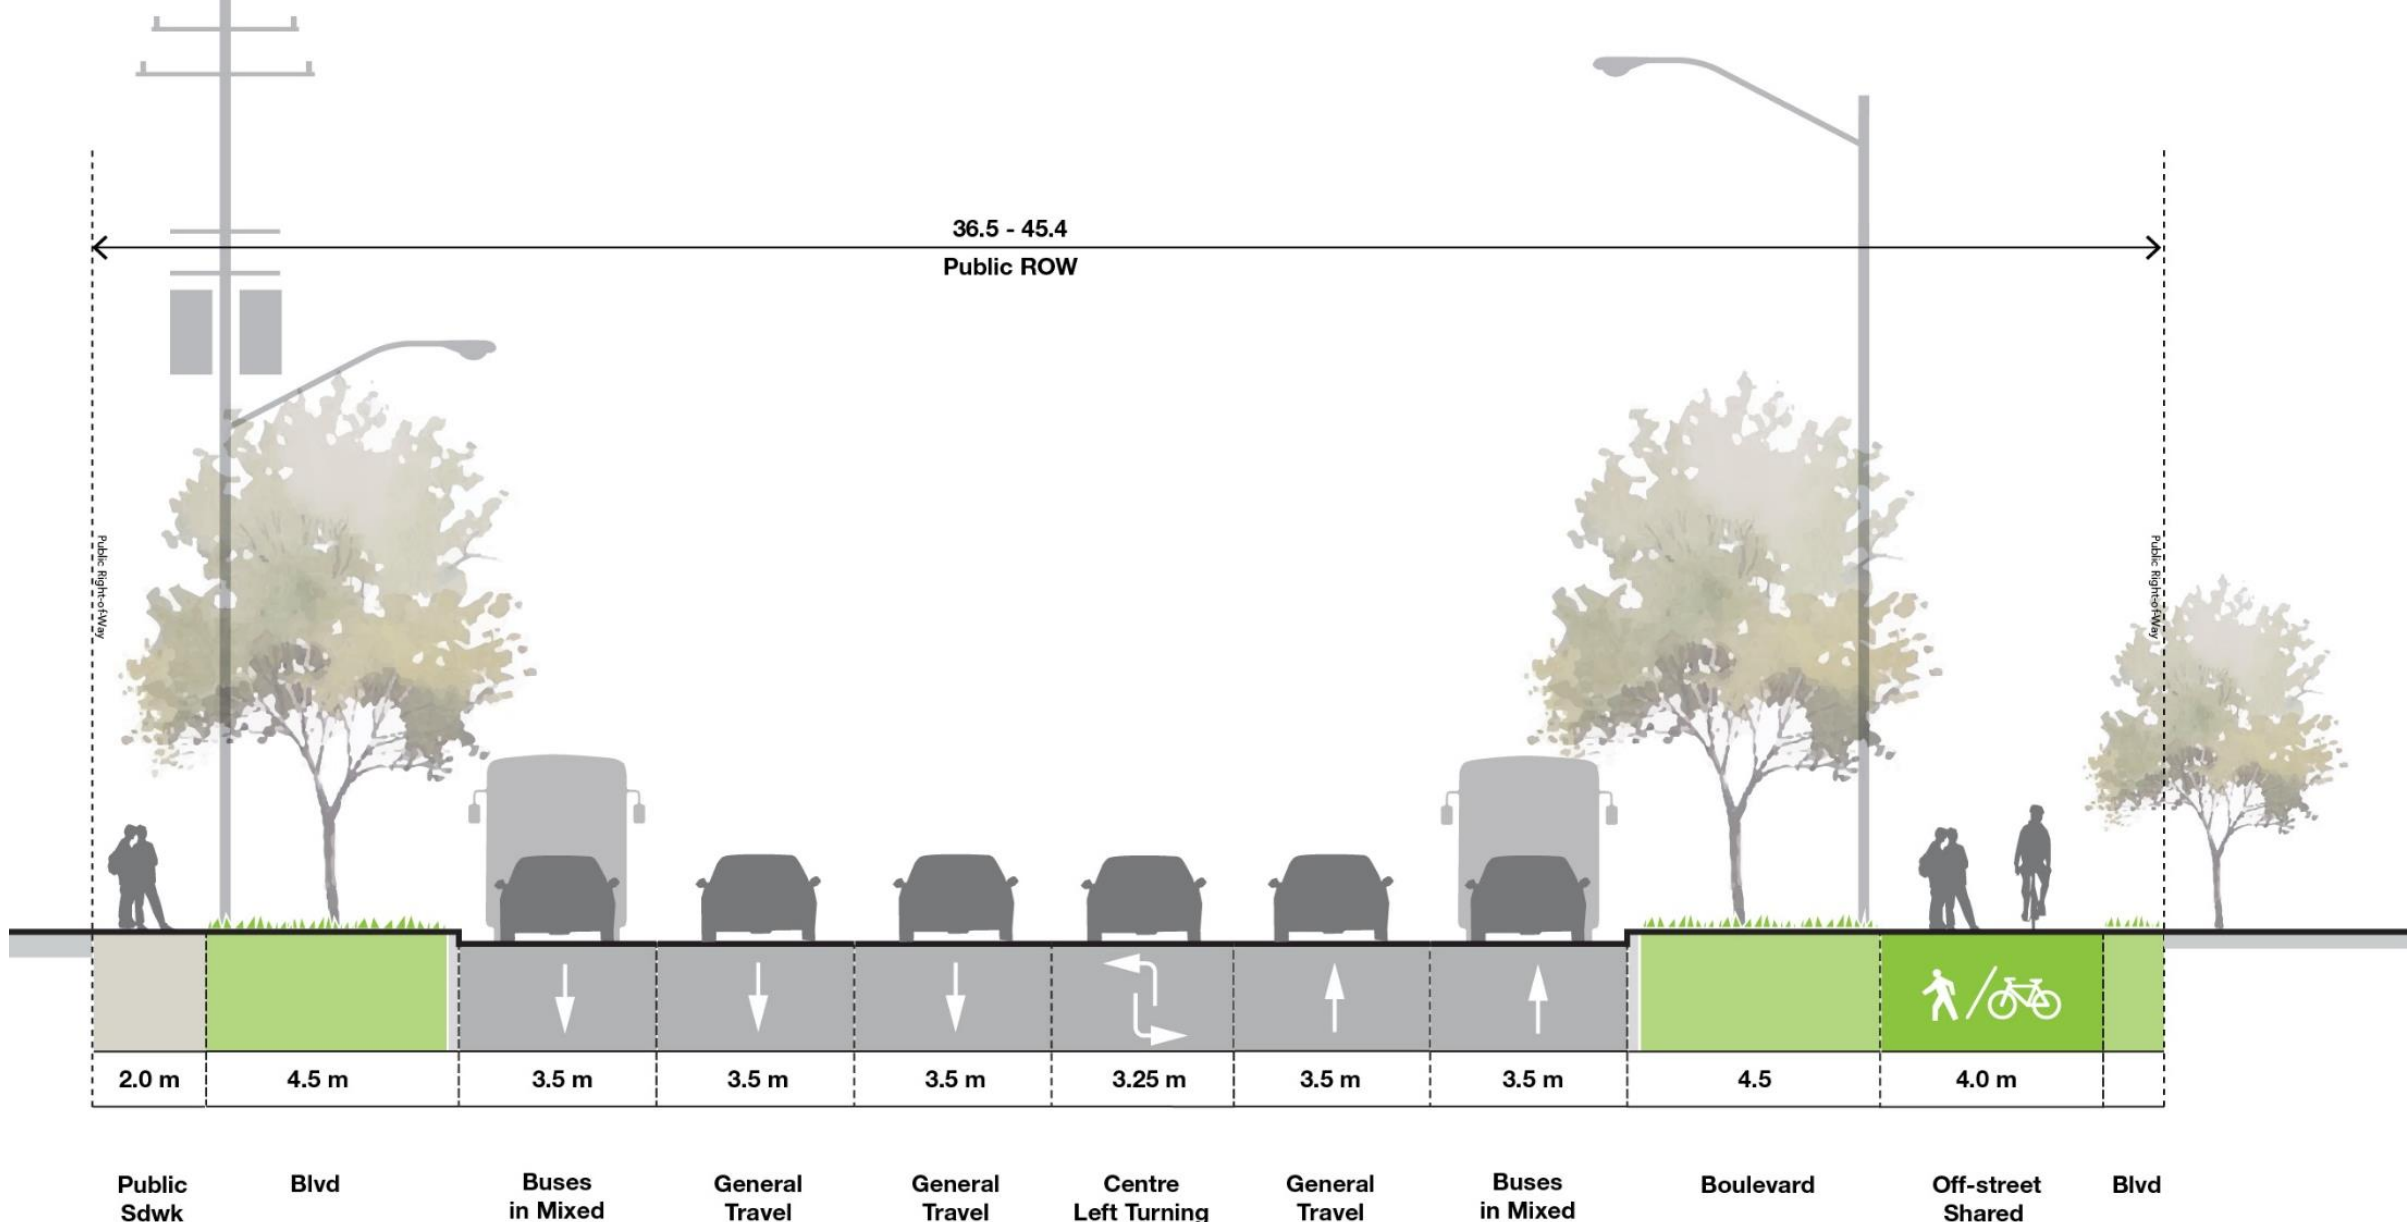 36.5 - 45.4
Public ROW
Public Right-of-Way
Public Right-of-Way
2.0 m
4.5 m
3.5 m
3.5 m
3.5 m
3.25 m
3.5 m
3.5 m
4.5
4.0 m
Public
Sdwk
Blvd
Buses
in Mixed
General
Travel
General
Travel
Centre
Left Turning
General
Travel
Buses
in Mixed
Boulevard
Off-street
Shared
Blvd